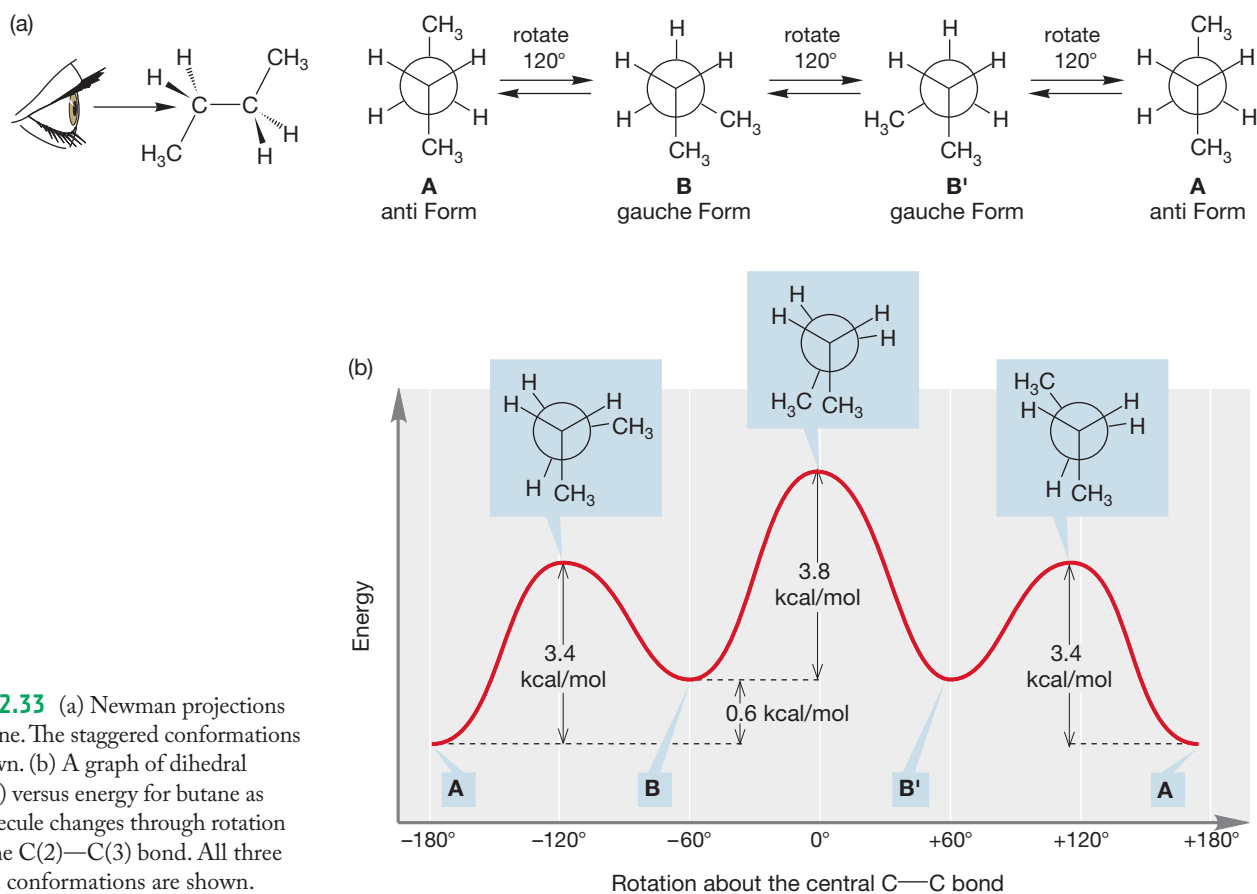 (a)
H
H
CH3
C
C
H3C
H
H
CH3
H
H
H
H
CH3
A
anti Form
rotate
120°
H
H
H
H
CH3
CH3
B
gauche Form
rotate
120°
H
H
H
H3C
H
CH3
B'
gauche Form
rotate
120°
CH3
H
H
H
H
CH3
A
anti Form
(b)
H
H
H
CH3
H
CH3
H
H
H
H
H3C
CH3
H3C
H
H
H
H
CH3
Energy
3.4
kcal/mol
3.8
kcal/mol
0.6 kcal/mol
3.4
kcal/mol
A
B
B'
A
−180°
−120°
−60°
0°
+60°
+120°
+180°
Rotation about the central C—C bond
2.33 (a) Newman projections
ne. The staggered conformations
wn. (b) A graph of dihedral
) versus energy for butane as
ecule changes through rotation
ne C(2)—C(3) bond. All three
conformations are shown.